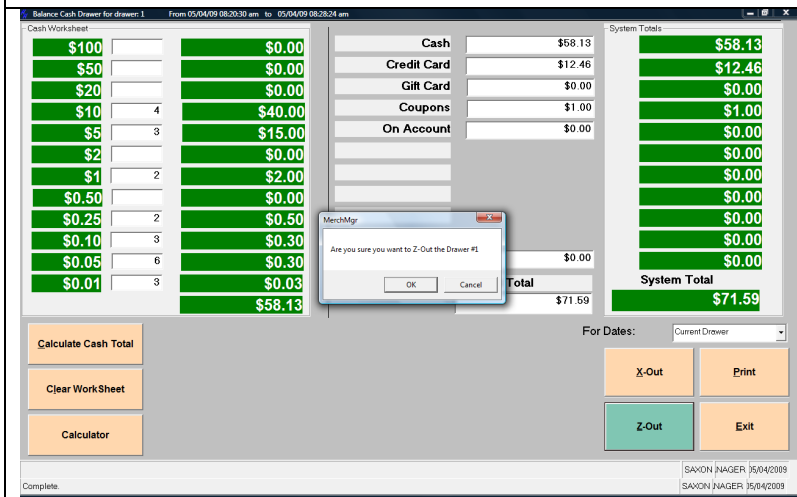 Balance Cash Drawer for drawer: 1 From 05/04/09 08:20:30 am to 05/04/09 08:28:24 am
Cash Worksheet
$100 $0.00
$50 $0.00
$20 $0.00
$10 4 $40.00
$5 3 $15.00
$2 $0.00
$1 2 $2.00
$0.50 $0.00
$0.25 2 $0.50
$0.10 3 $0.30
$0.05 6 $0.30
$0.01 3 $0.03
$58.13
Cash $58.13
Credit Card $12.46
Gift Card $0.00
Coupons $1.00
On Account $0.00
$0.00
Total
$71.59
System Totals
$58.13
$12.46
$0.00
$1.00
$0.00
$0.00
$0.00
$0.00
$0.00
$0.00
$0.00
System Total
$71.59
MerchMgr
Are you sure you want to Z-Out the Drawer #1
OK Cancel
For Dates: Current Drawer
Calculate Cash Total
Clear WorkSheet
Calculator
X-Out Print
Z-Out Exit
SAXON NAGER 05/04/2009
Complete. SAXON NAGER 05/04/2009